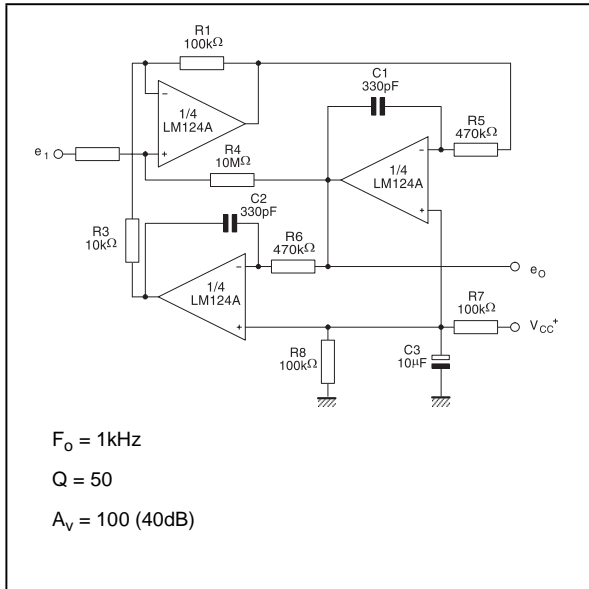 R1
100kΩ
C1
330pF
1/4
LM124A
R5
470kΩ
e1
R4
10MΩ
1/4
LM124A
C2
330pF
R3
10kΩ
R6
470kΩ
1/4
LM124A
eO
R7
100kΩ
VCC+
R8
100kΩ
C3
10µF
Fo = 1kHz
Q = 50
Av = 100 (40dB)